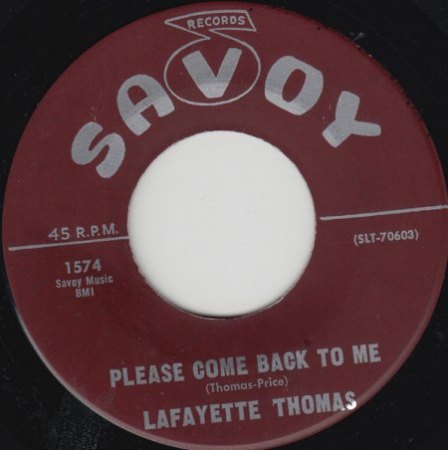 RECORDS
SAVOY
45 R.P.M.
(SLT-70603)
1574
Savoy Music
BMI
PLEASE COME BACK TO ME
(Thomas-Price)
LAFAYETTE THOMAS